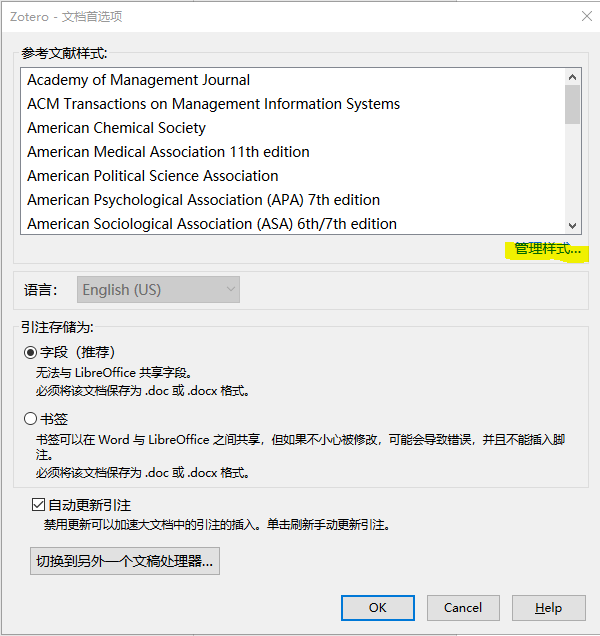 Zotero - 文档首选项
参考文献样式:
Academy of Management Journal
ACM Transactions on Management Information Systems
American Chemical Society
American Medical Association 11th edition
American Political Science Association
American Psychological Association (APA) 7th edition
American Sociological Association (ASA) 6th/7th edition
管理样式...
语言： English (US)
引注存储为:
字段（推荐）
无法与 LibreOffice 共享字段。
必须将该文档保存为 .doc 或 .docx 格式。
书签
书签可以在 Word 与 LibreOffice 之间共享，但如果不小心被修改，可能会导致错误，并且不能插入脚
注。
必须将该文档保存为 .doc 或 .docx 格式。
自动更新引注
禁用更新可以加速大文档中的引注的插入。单击刷新手动更新引注。
切换到另外一个文稿处理器...
OK Cancel Help